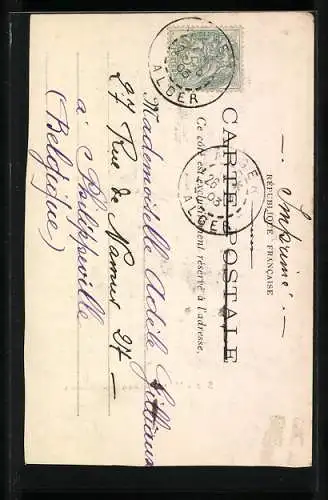 — Imprimé. —
RÉPUBLIQUE FRANÇAISE
CARTE POSTALE
Ce côté est exclusivement réservé à l'adresse.
ALGER
ALGER
Mademoiselle Adèle
27 Rue de Namur 27 —
à Philippeville
(Belgique)